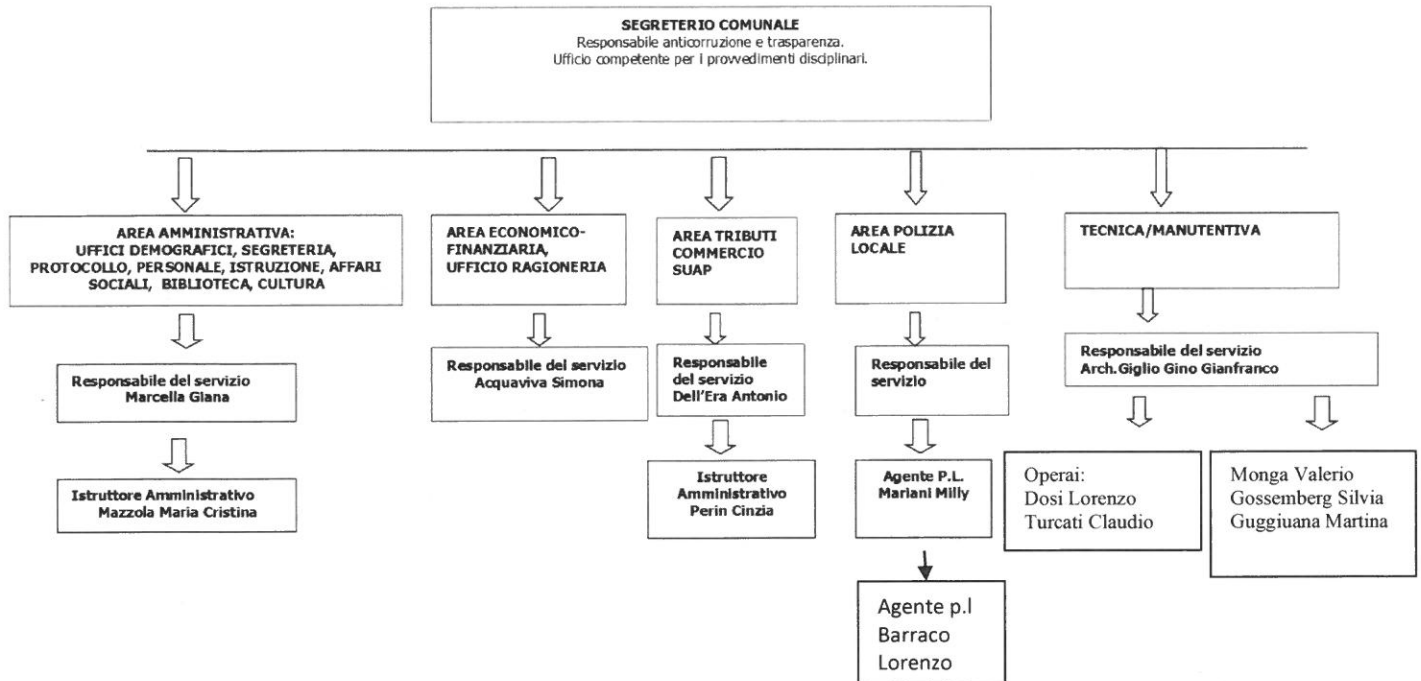 SEGRETERIO COMUNALE
Responsabile anticorruzione e trasparenza.
Ufficio competente per i provvedimenti disciplinari.
AREA AMMINISTRATIVA:
UFFICI DEMOGRAFICI, SEGRETERIA,
PROTOCOLLO, PERSONALE, ISTRUZIONE, AFFARI
SOCIALI, BIBLIOTECA, CULTURA
AREA ECONOMICO-
FINANZIARIA,
UFFICIO RAGIONERIA
AREA TRIBUTI
COMMERCIO
SUAP
AREA POLIZIA
LOCALE
TECNICA/MANUTENTIVA
Responsabile del servizio
Marcella Giana
Responsabile del servizio
Acquaviva Simona
Responsabile
del servizio
Dell'Era Antonio
Responsabile del
servizio
Responsabile del servizio
Arch.Giglio Gino Gianfranco
Istruttore Amministrativo
Mazzola Maria Cristina
Istruttore
Amministrativo
Perin Cinzia
Agente P.L.
Mariani Milly
Operai:
Dosi Lorenzo
Turcati Claudio
Monga Valerio
Gossemberg Silvia
Guggiuana Martina
Agente p.l
Barraco
Lorenzo